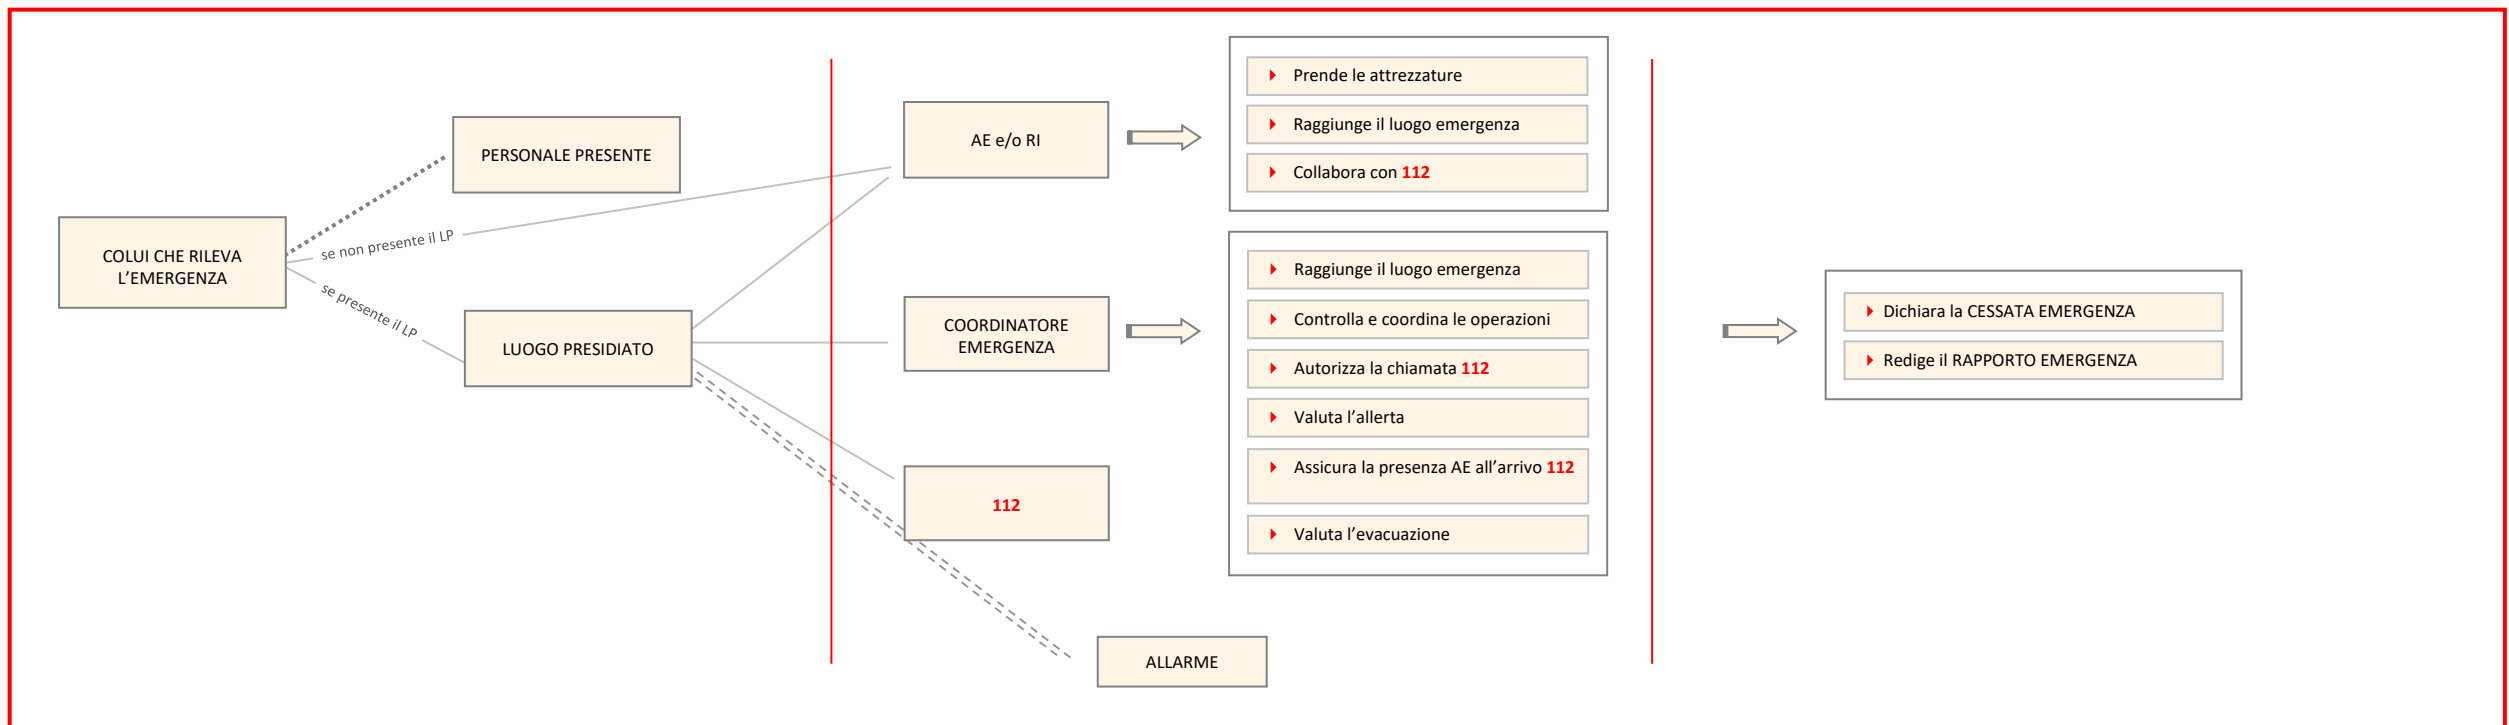 PERSONALE PRESENTE
COLUI CHE RILEVA
L’EMERGENZA
se non presente il LP
se presente il LP
LUOGO PRESIDIATO
AE e/o RI
COORDINATORE
EMERGENZA
112
ALLARME
Prende le attrezzature
Raggiunge il luogo emergenza
Collabora con 112
Raggiunge il luogo emergenza
Controlla e coordina le operazioni
Autorizza la chiamata 112
Valuta l’allerta
Assicura la presenza AE all’arrivo 112
Valuta l’evacuazione
Dichiara la CESSATA EMERGENZA
Redige il RAPPORTO EMERGENZA